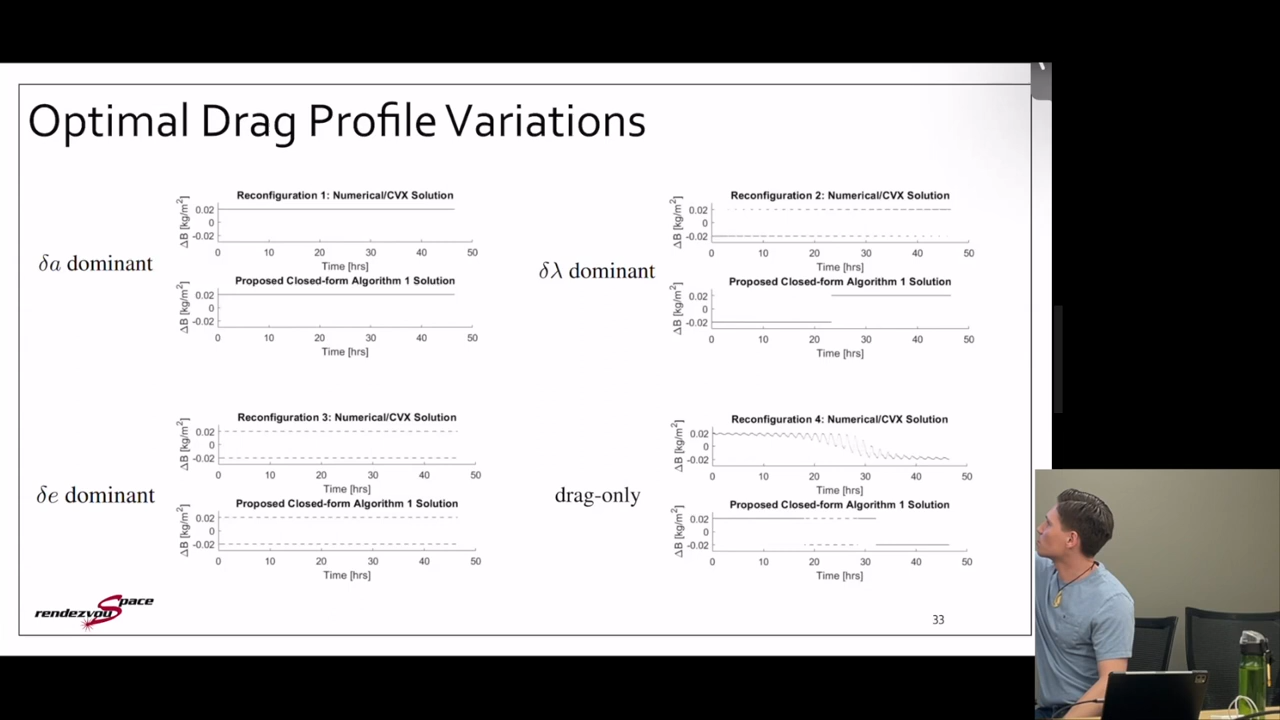 Optimal Drag Profile Variations
δa dominant
Reconfiguration 1: Numerical/CVX Solution
ΔB [kg/m²]
0.02
0
-0.02
0 10 20 30 40 50
Time [hrs]
Proposed Closed-form Algorithm 1 Solution
ΔB [kg/m²]
0.02
0
-0.02
0 10 20 30 40 50
Time [hrs]
δλ dominant
Reconfiguration 2: Numerical/CVX Solution
ΔB [kg/m²]
0.02
0
-0.02
0 10 20 30 40 50
Time [hrs]
Proposed Closed-form Algorithm 1 Solution
ΔB [kg/m²]
0.02
0
-0.02
0 10 20 30 40 50
Time [hrs]
δe dominant
Reconfiguration 3: Numerical/CVX Solution
ΔB [kg/m²]
0.02
0
-0.02
0 10 20 30 40 50
Time [hrs]
Proposed Closed-form Algorithm 1 Solution
ΔB [kg/m²]
0.02
0
-0.02
0 10 20 30 40 50
Time [hrs]
drag-only
Reconfiguration 4: Numerical/CVX Solution
ΔB [kg/m²]
0.02
0
-0.02
0 10 20 30 40 50
Time [hrs]
Proposed Closed-form Algorithm 1 Solution
ΔB [kg/m²]
0.02
0
-0.02
0 10 20 30 40 50
Time [hrs]
rendezvouSpace
33